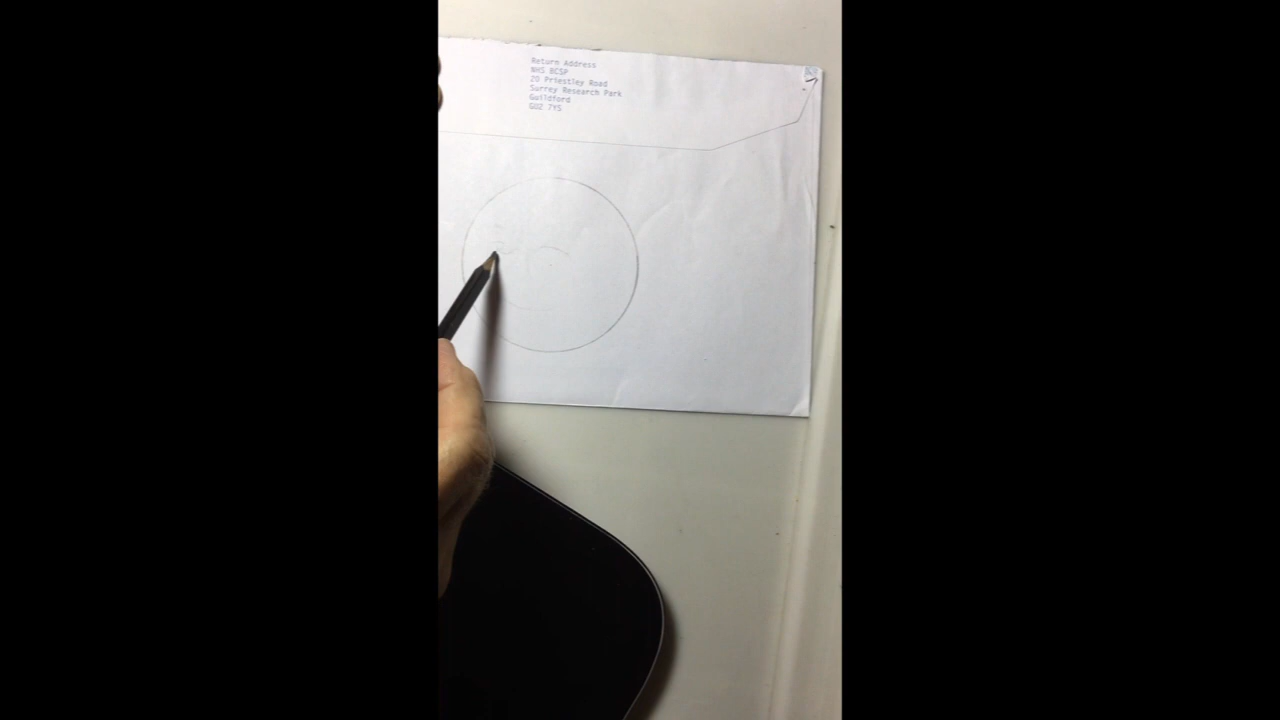 Return Address
NHS BCSP
20 Priestley Road
Surrey Research Park
Guildford
GU2 7YS